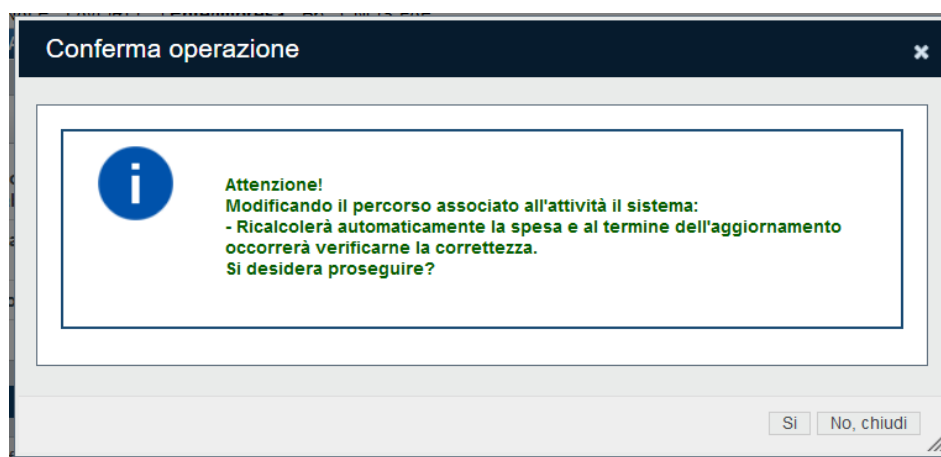 Conferma operazione
Attenzione!
Modificando il percorso associato all'attività il sistema:
- Ricalcolerà automaticamente la spesa e al termine dell'aggiornamento
occorrerà verificarne la correttezza.
Si desidera proseguire?
Si No, chiudi